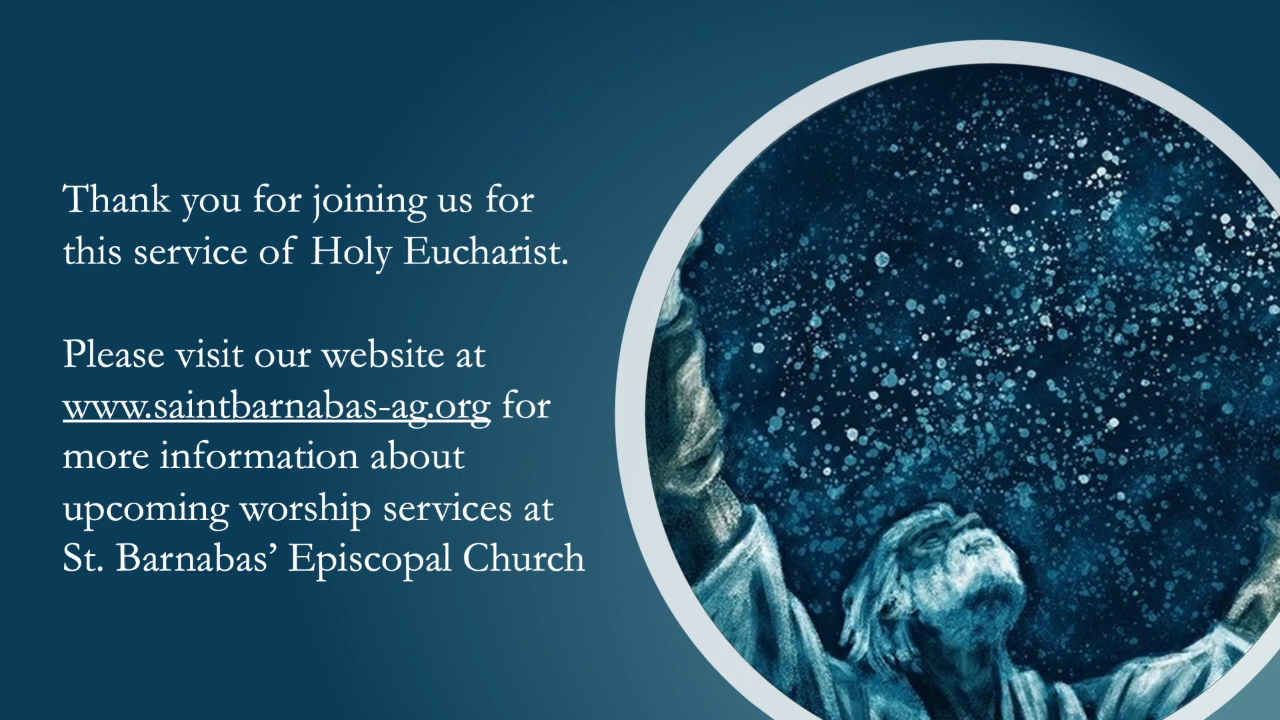 Thank you for joining us for
this service of Holy Eucharist.
Please visit our website at
www.saintbarnabas-ag.org for
more information about
upcoming worship services at
St. Barnabas’ Episcopal Church